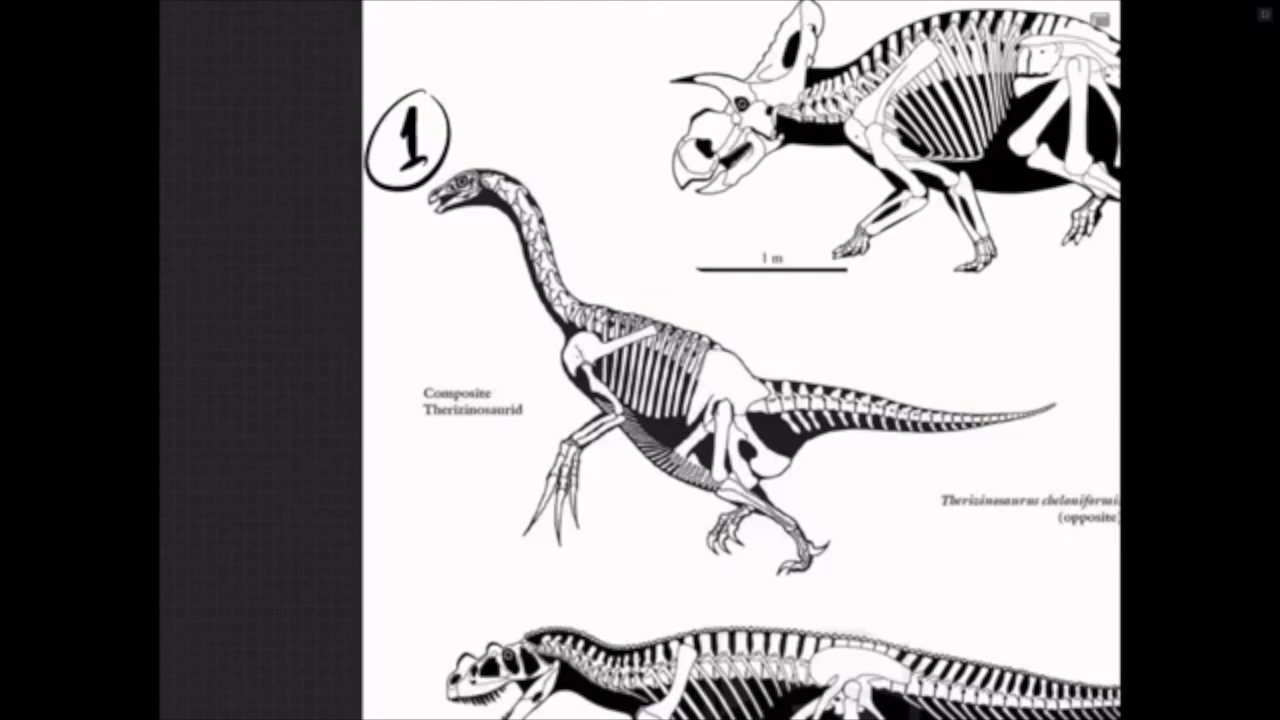 1
1 m
Composite
Therizinosaurid
Therizinosaurus cheloniformis
(opposite)